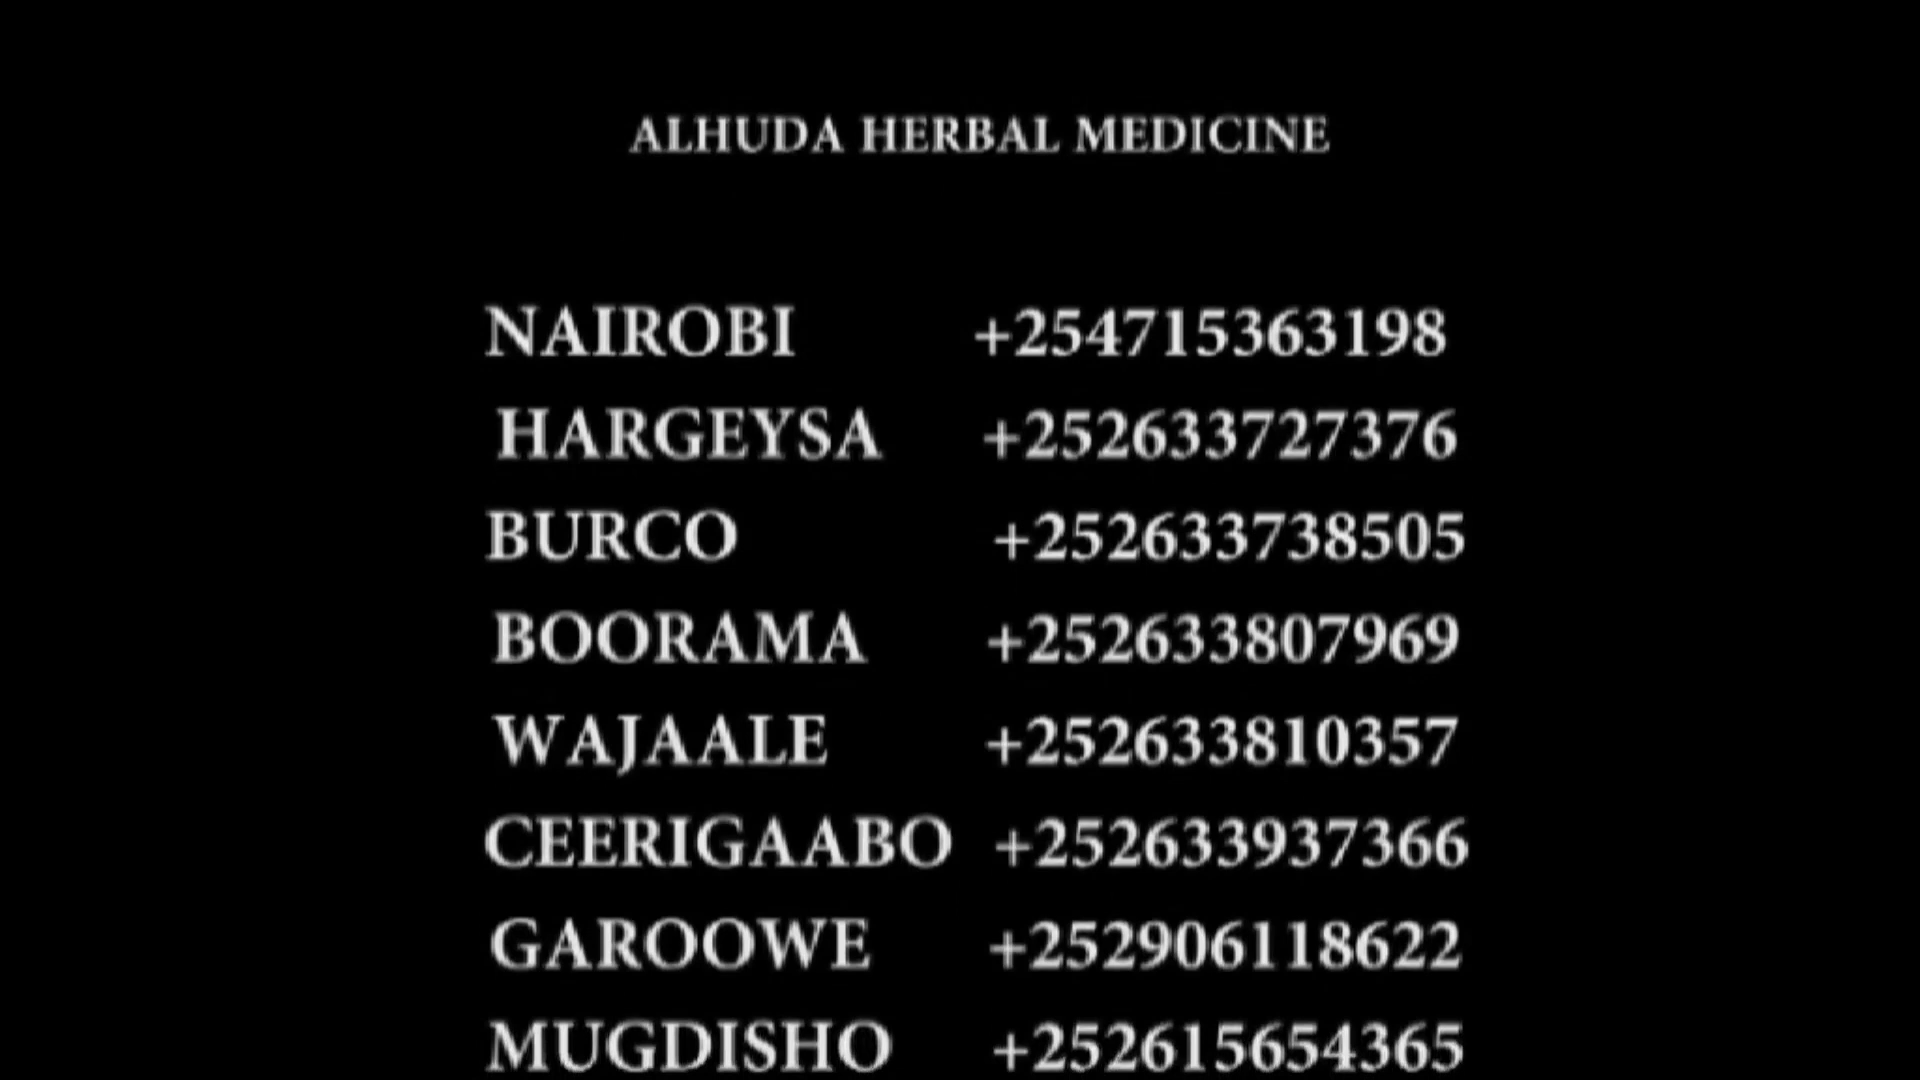 ALHUDA HERBAL MEDICINE
NAIROBI +254715363198
HARGEYSA +252633727376
BURCO +252633738505
BOORAMA +252633807969
WAJAALE +252633810357
CEERIGAABO +252633937366
GAROOWE +252906118622
MUGDISHO +252615654365